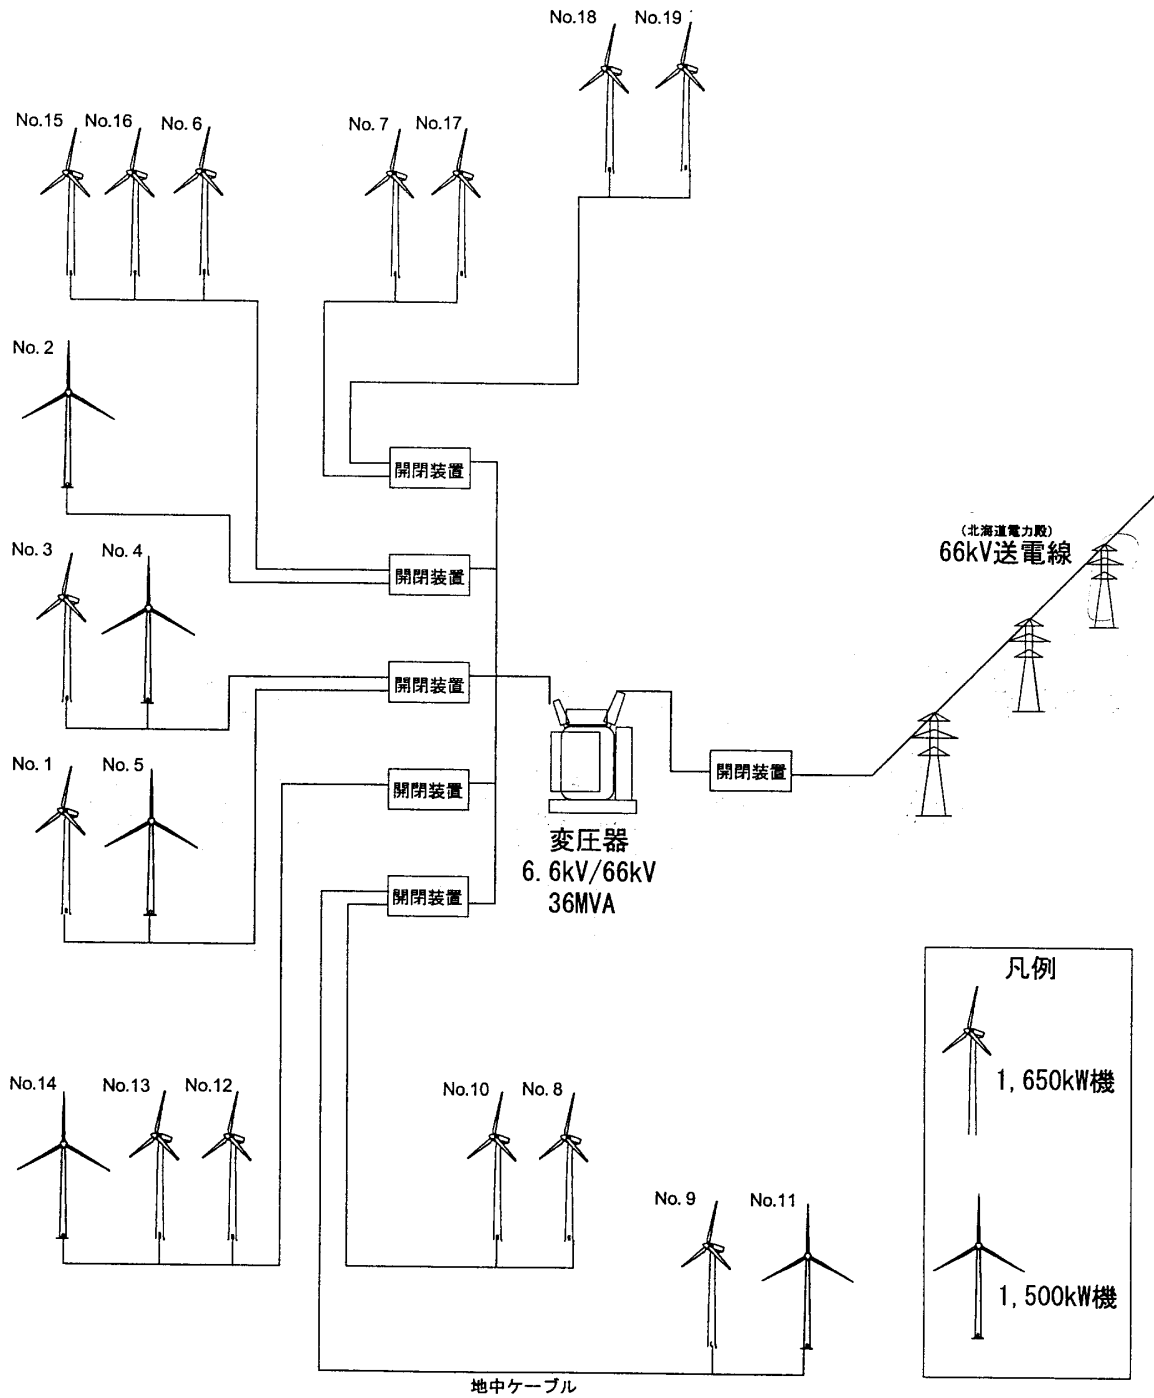 No.18
No.19
No.15
No.16
No. 6
No. 7
No.17
No. 2
開閉装置
(北海道電力殿)
66kV送電線
No. 3
No. 4
開閉装置
開閉装置
No. 1
No. 5
開閉装置
開閉装置
変圧器
6.6kV/66kV
36MVA
開閉装置
凡例
1,650kW機
1,500kW機
No.14
No.13
No.12
No.10
No. 8
No. 9
No.11
地中ケーブル